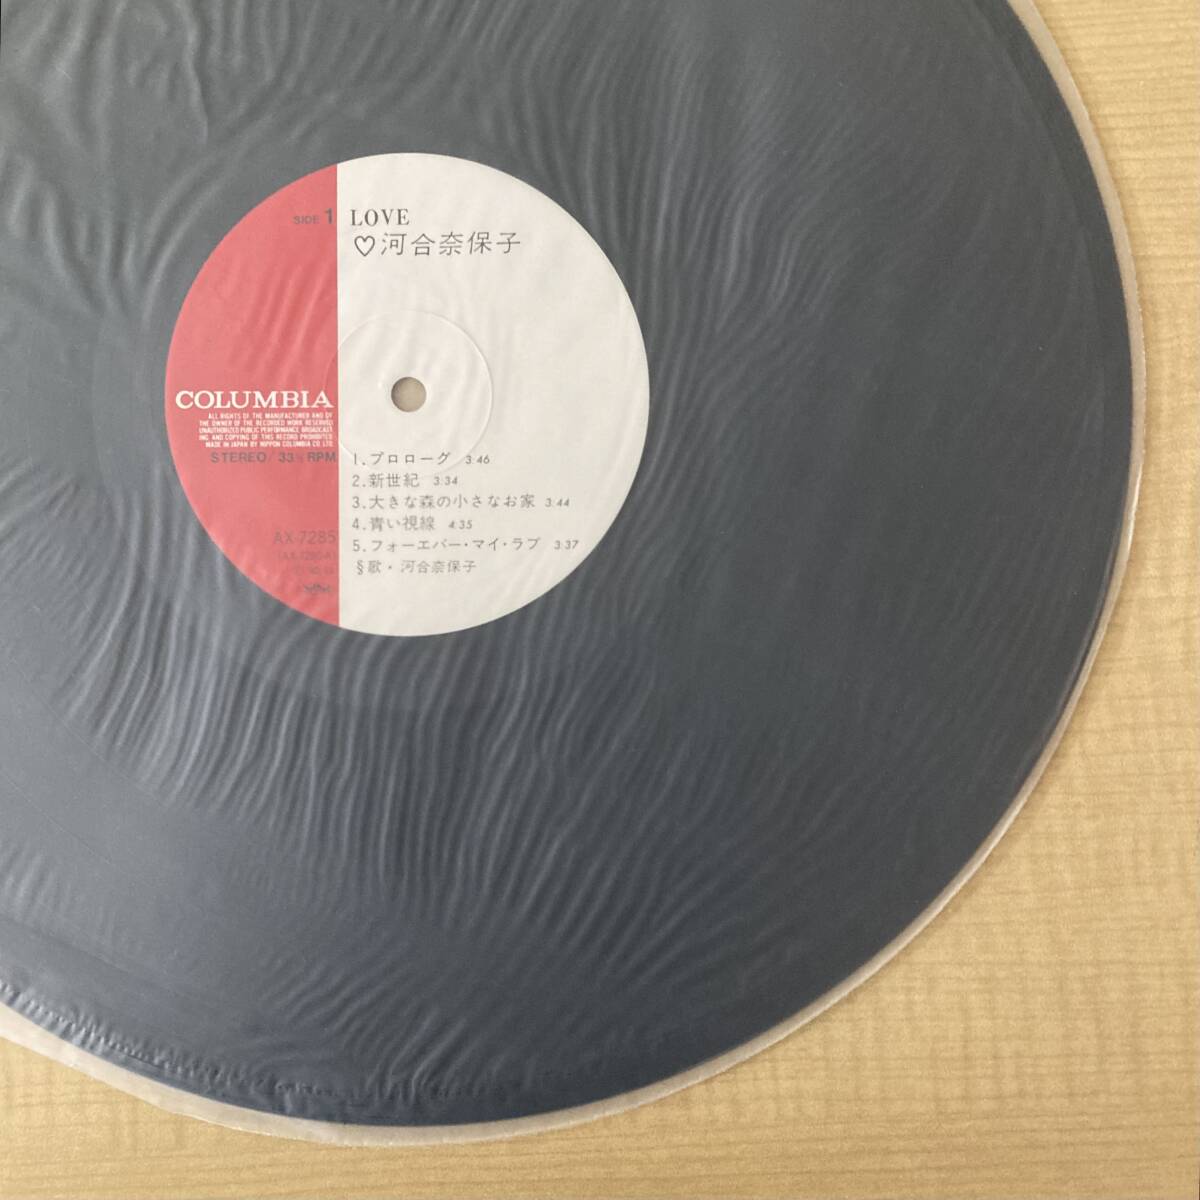 SIDE 1
LOVE
♡河合奈保子
COLUMBIA
ALL RIGHTS OF THE MANUFACTURER AND OF
THE OWNER OF THE RECORDED WORK RESERVED
UNAUTHORIZED PUBLIC PERFORMANCE BROADCAST.
ING AND COPYING OF THIS RECORD PROHIBITED
MADE IN JAPAN BY NIPPON COLUMBIA CO. LTD.
STEREO/33⅓ RPM
1. プロローグ 3:46
2. 新世紀 3:34
3. 大きな森の小さなお家 3:44
4. 青い視線 4:35
5. フォーエバー・マイ・ラブ 3:37
§歌・河合奈保子
AX-7285